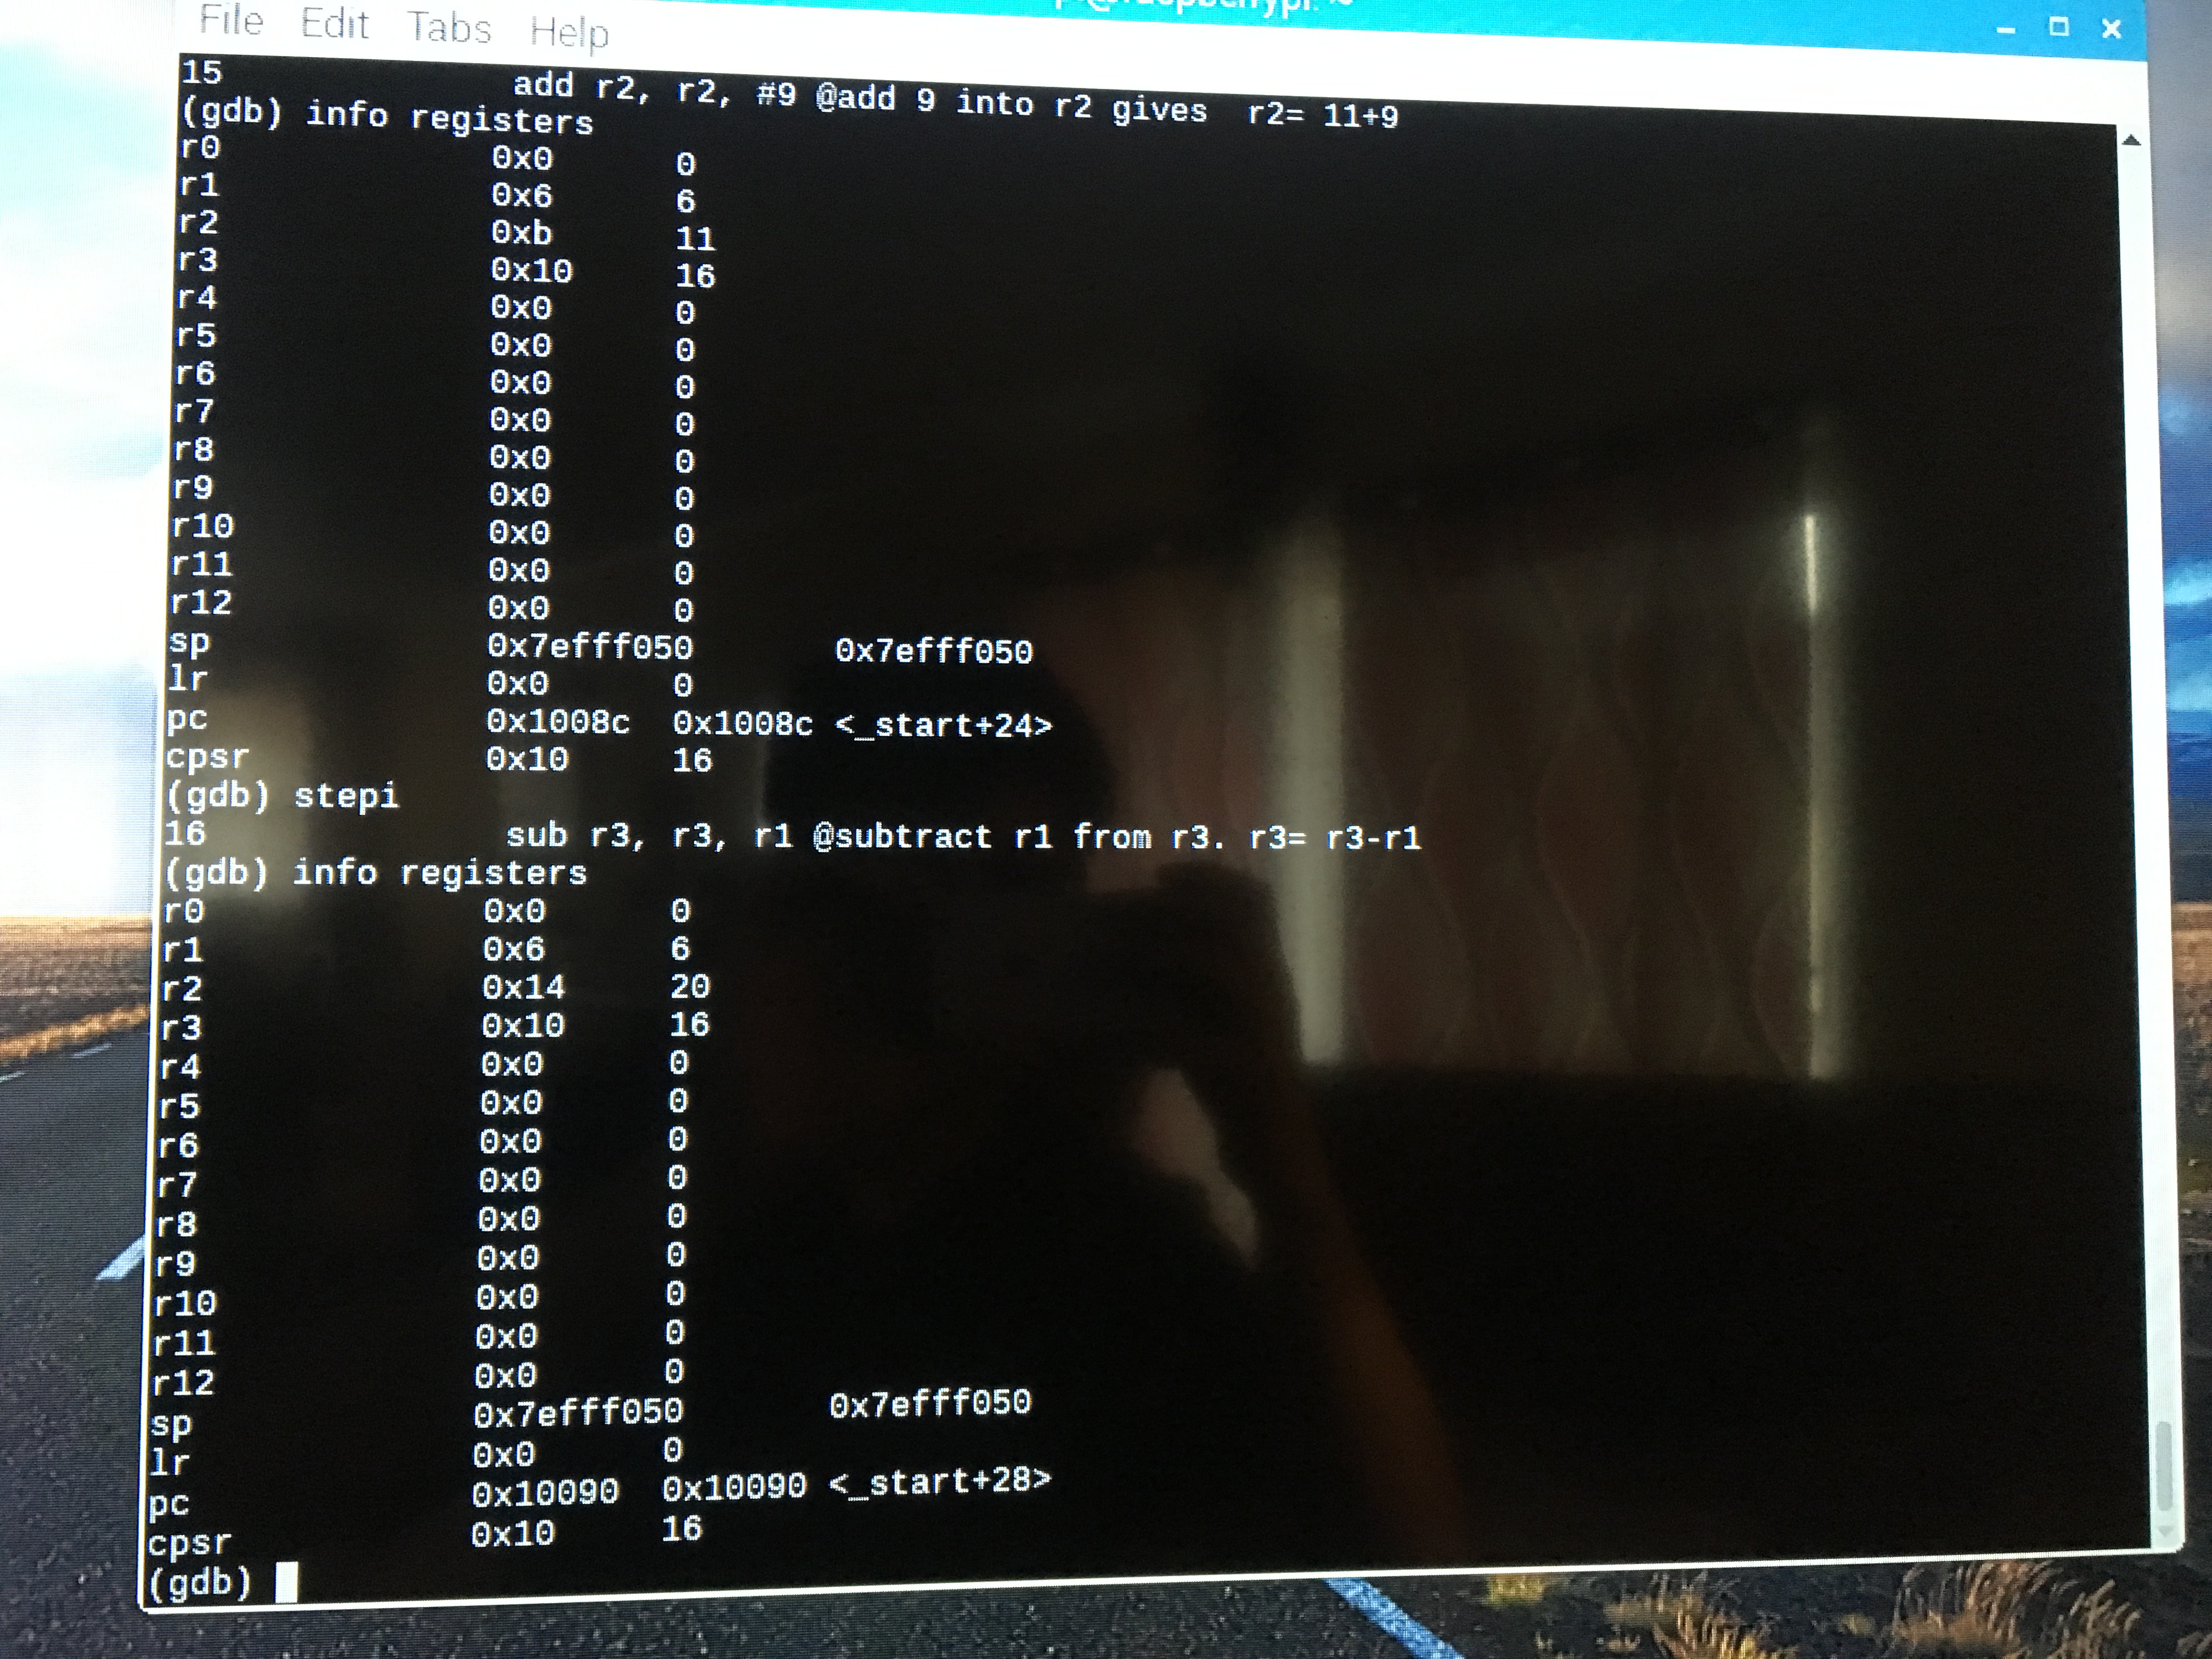 File Edit Tabs Help
15 add r2, r2, #9 @add 9 into r2 gives r2= 11+9
(gdb) info registers
r0 0x0 0
r1 0x6 6
r2 0xb 11
r3 0x10 16
r4 0x0 0
r5 0x0 0
r6 0x0 0
r7 0x0 0
r8 0x0 0
r9 0x0 0
r10 0x0 0
r11 0x0 0
r12 0x0 0
sp 0x7efff050 0x7efff050
lr 0x0 0
pc 0x1008c 0x1008c <_start+24>
cpsr 0x10 16
(gdb) stepi
16 sub r3, r3, r1 @subtract r1 from r3. r3= r3-r1
(gdb) info registers
r0 0x0 0
r1 0x6 6
r2 0x14 20
r3 0x10 16
r4 0x0 0
r5 0x0 0
r6 0x0 0
r7 0x0 0
r8 0x0 0
r9 0x0 0
r10 0x0 0
r11 0x0 0
r12 0x0 0
sp 0x7efff050 0x7efff050
lr 0x0 0
pc 0x10090 0x10090 <_start+28>
cpsr 0x10 16
(gdb)